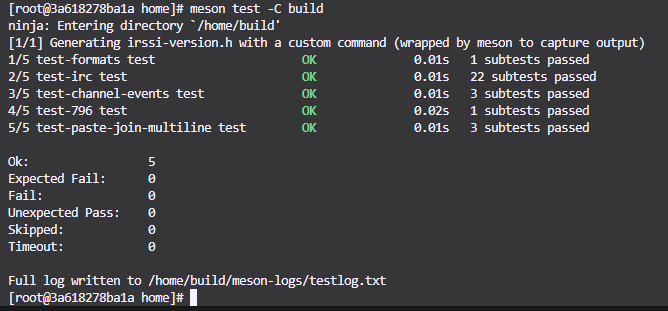 [root@3a618278ba1a home]# meson test -C build
ninja: Entering directory `/home/build'
[1/1] Generating irssi-version.h with a custom command (wrapped by meson to capture output)
1/5 test-formats test                   OK              0.01s   1 subtests passed
2/5 test-irc test                       OK              0.01s   22 subtests passed
3/5 test-channel-events test            OK              0.01s   3 subtests passed
4/5 test-796 test                       OK              0.02s   1 subtests passed
5/5 test-paste-join-multiline test      OK              0.01s   3 subtests passed

Ok:                 5
Expected Fail:      0
Fail:               0
Unexpected Pass:    0
Skipped:            0
Timeout:            0

Full log written to /home/build/meson-logs/testlog.txt
[root@3a618278ba1a home]#